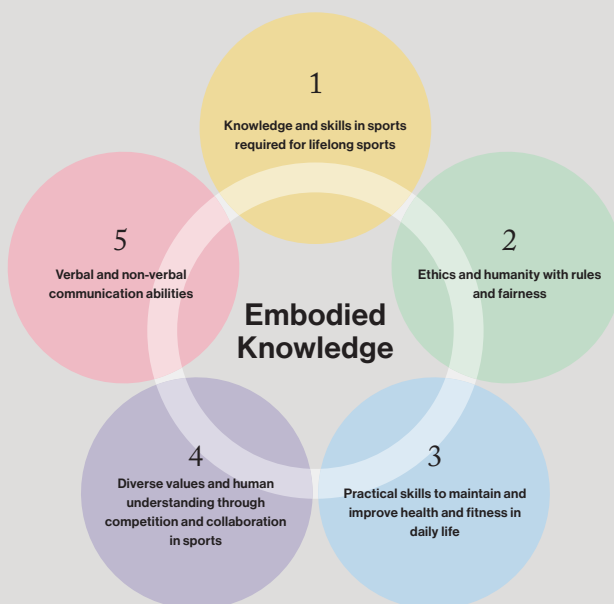 1
Knowledge and skills in sports
required for lifelong sports
2
Ethics and humanity with rules
and fairness
3
Practical skills to maintain and
improve health and fitness in
daily life
4
Diverse values and human
understanding through
competition and collaboration
in sports
5
Verbal and non-verbal
communication abilities
Embodied
Knowledge